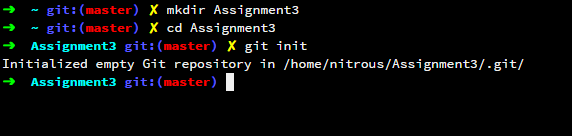 ➜  ~ git:(master) ✗ mkdir Assignment3
➜  ~ git:(master) ✗ cd Assignment3
➜  Assignment3 git:(master) ✗ git init
Initialized empty Git repository in /home/nitrous/Assignment3/.git/
➜  Assignment3 git:(master)